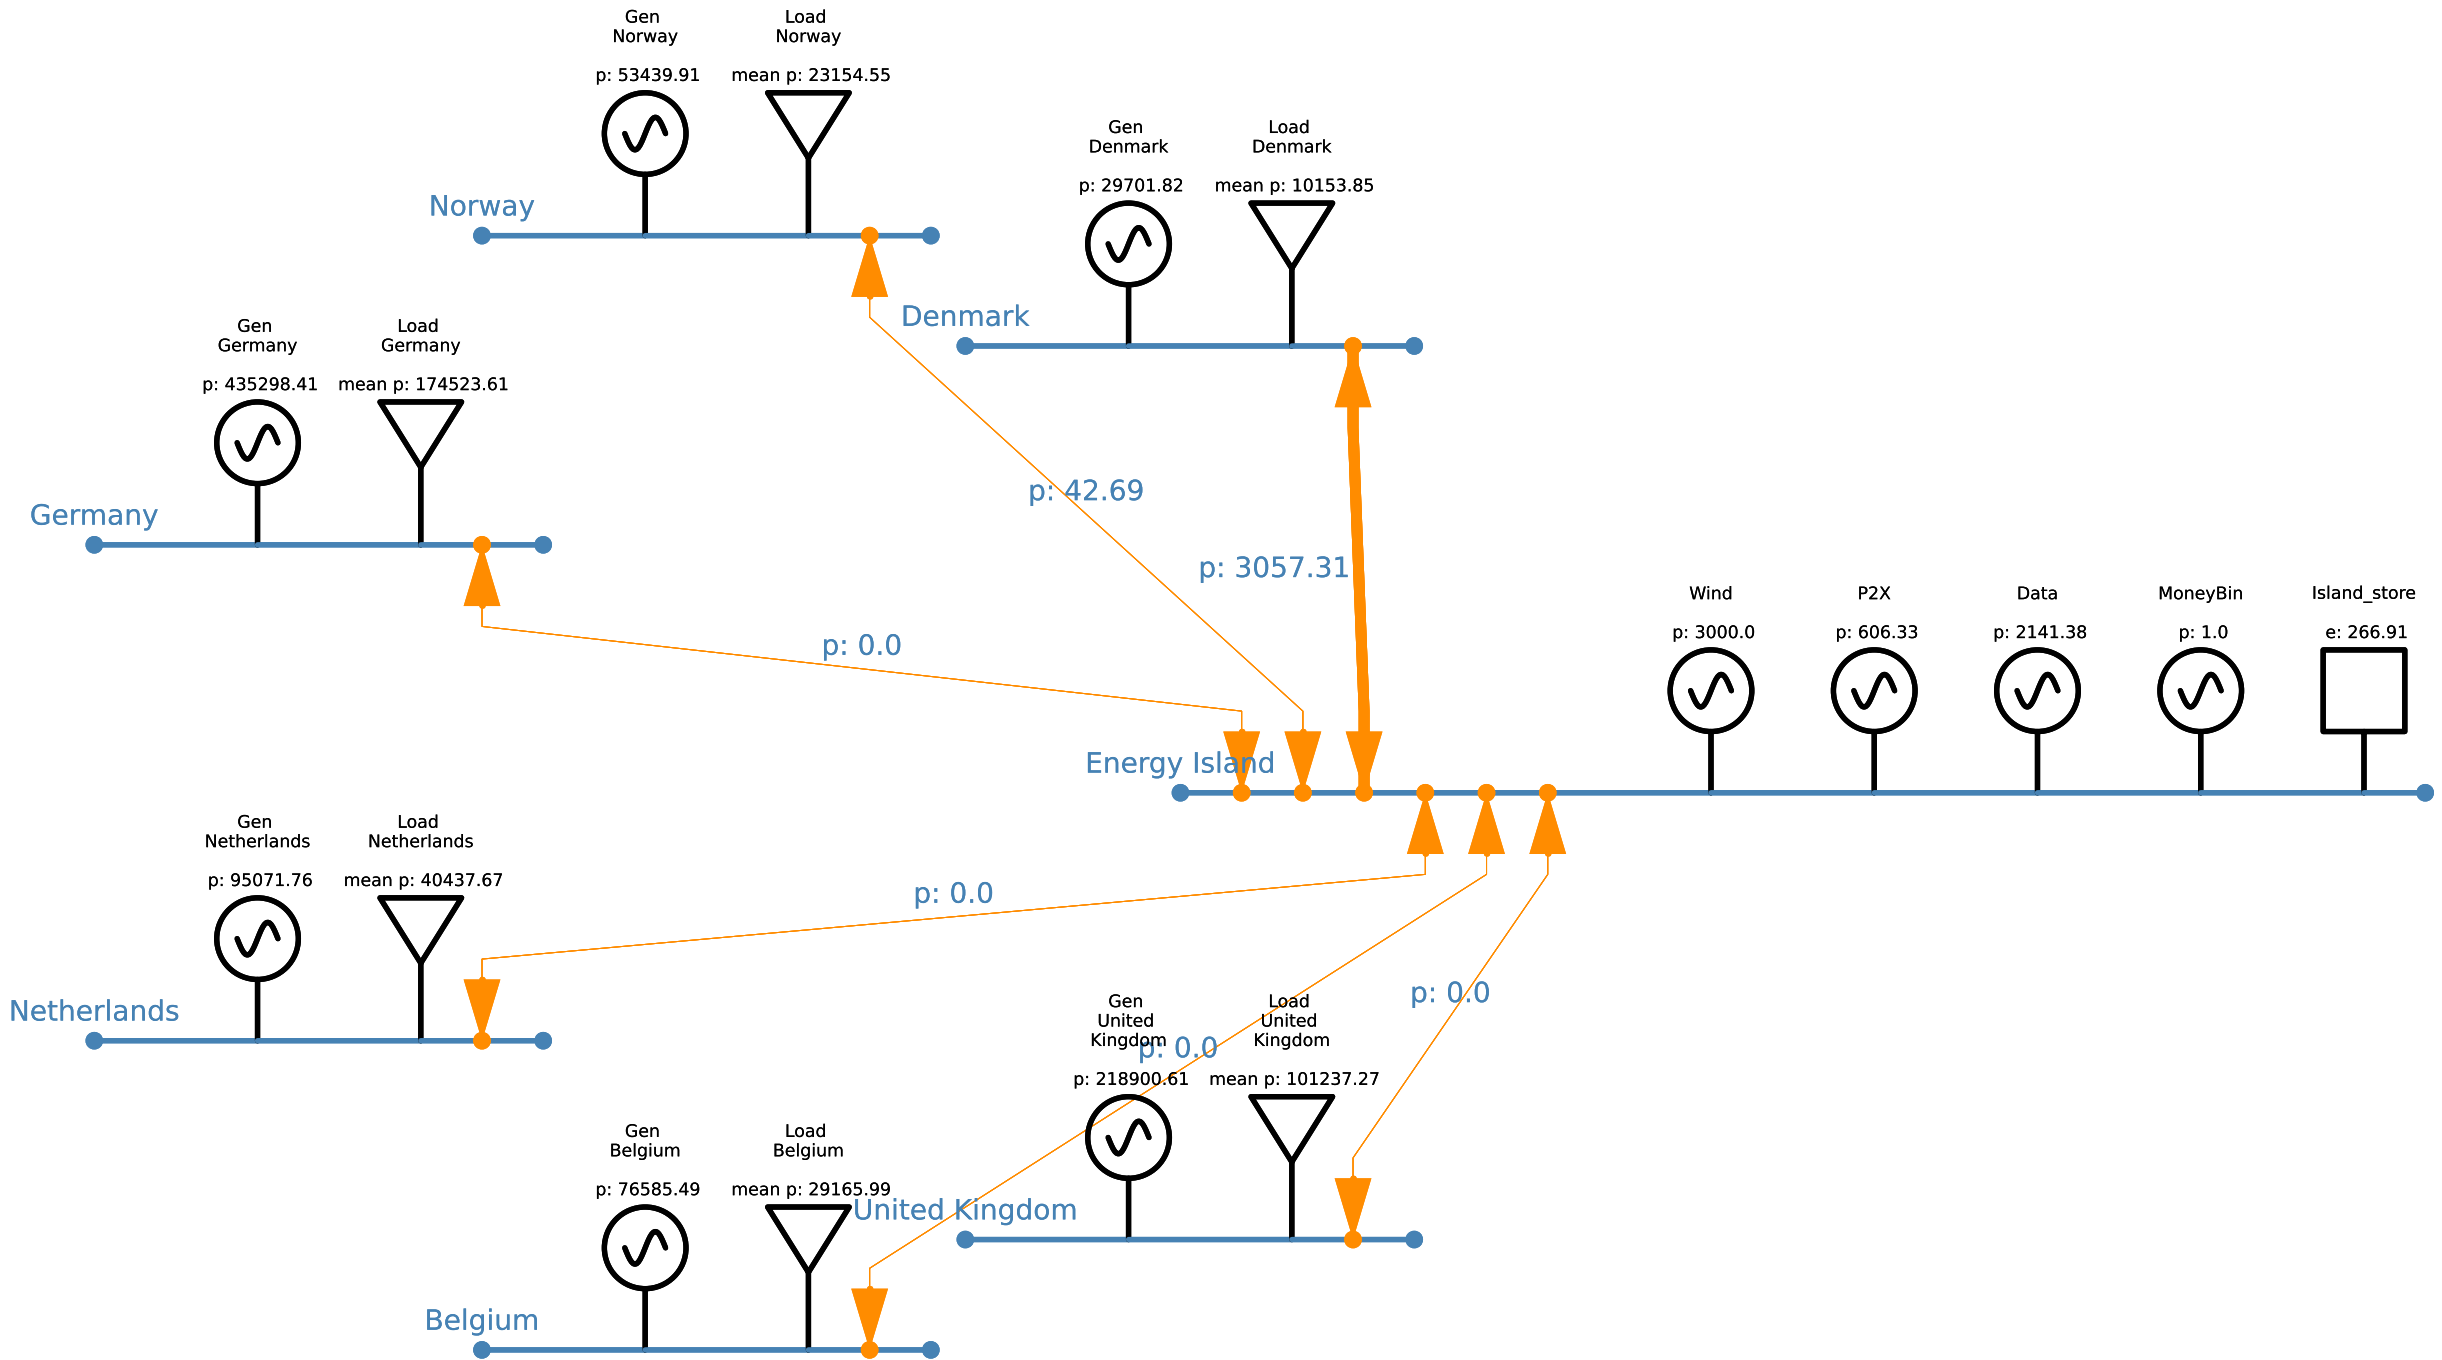 Gen
Norway
p: 53439.91
Load
Norway
mean p: 23154.55
Norway
Gen
Denmark
p: 29701.82
Load
Denmark
mean p: 10153.85
Denmark
Gen
Germany
p: 435298.41
Load
Germany
mean p: 174523.61
Germany
p: 42.69
p: 3057.31
p: 0.0
Wind
p: 3000.0
P2X
p: 606.33
Data
p: 2141.38
MoneyBin
p: 1.0
Island_store
e: 266.91
Energy Island
Gen
Netherlands
p: 95071.76
Load
Netherlands
mean p: 40437.67
Netherlands
p: 0.0
p: 0.0
p: 0.0
Gen
United
Kingdom
p: 218900.61
Load
United
Kingdom
mean p: 101237.27
United Kingdom
Gen
Belgium
p: 76585.49
Load
Belgium
mean p: 29165.99
Belgium